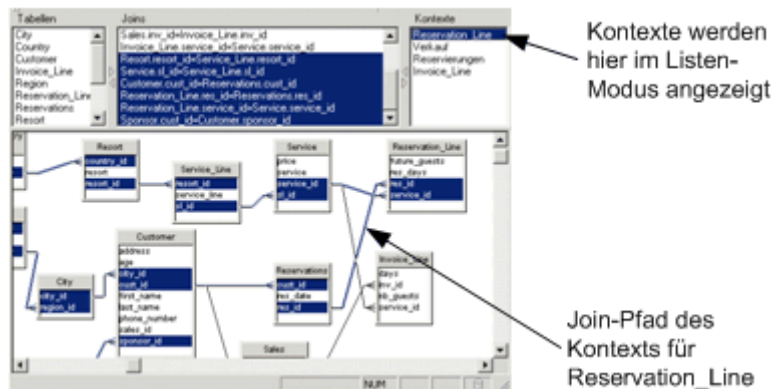 Tabellen
City
Country
Customer
Invoice_Line
Region
Reservation_Line
Reservations
Resort
Joins
Sales.inv_id=Invoice_Line.inv_id
Invoice_Line.service_id=Service.service_id
Resort.resort_id=Service_Line.resort_id
Service.sl_id=Service_Line.sl_id
Customer.cust_id=Reservations.cust_id
Reservation_Line.res_id=Reservations.res_id
Reservation_Line.service_id=Service.service_id
Sponsor.cust_id=Customer.sponsor_id
Kontexte
Reservation_Line
Verkauf
Reservierungen
Invoice_Line
Kontexte werden
hier im Listen-
Modus angezeigt
Resort
country_id
resort
resort_id
Service_Line
resort_id
service_line
sl_id
Service
price
service
service_id
sl_id
Reservation_Line
future_guests
res_days
res_id
service_id
Customer
address
age
city_id
cust_id
first_name
last_name
phone_number
sales_id
sponsor_id
City
city_id
region_id
Reservations
cust_id
res_date
res_id
Invoice_Line
days
inv_id
nb_guests
service_id
Sales
Join-Pfad des
Kontexts für
Reservation_Line
NUM